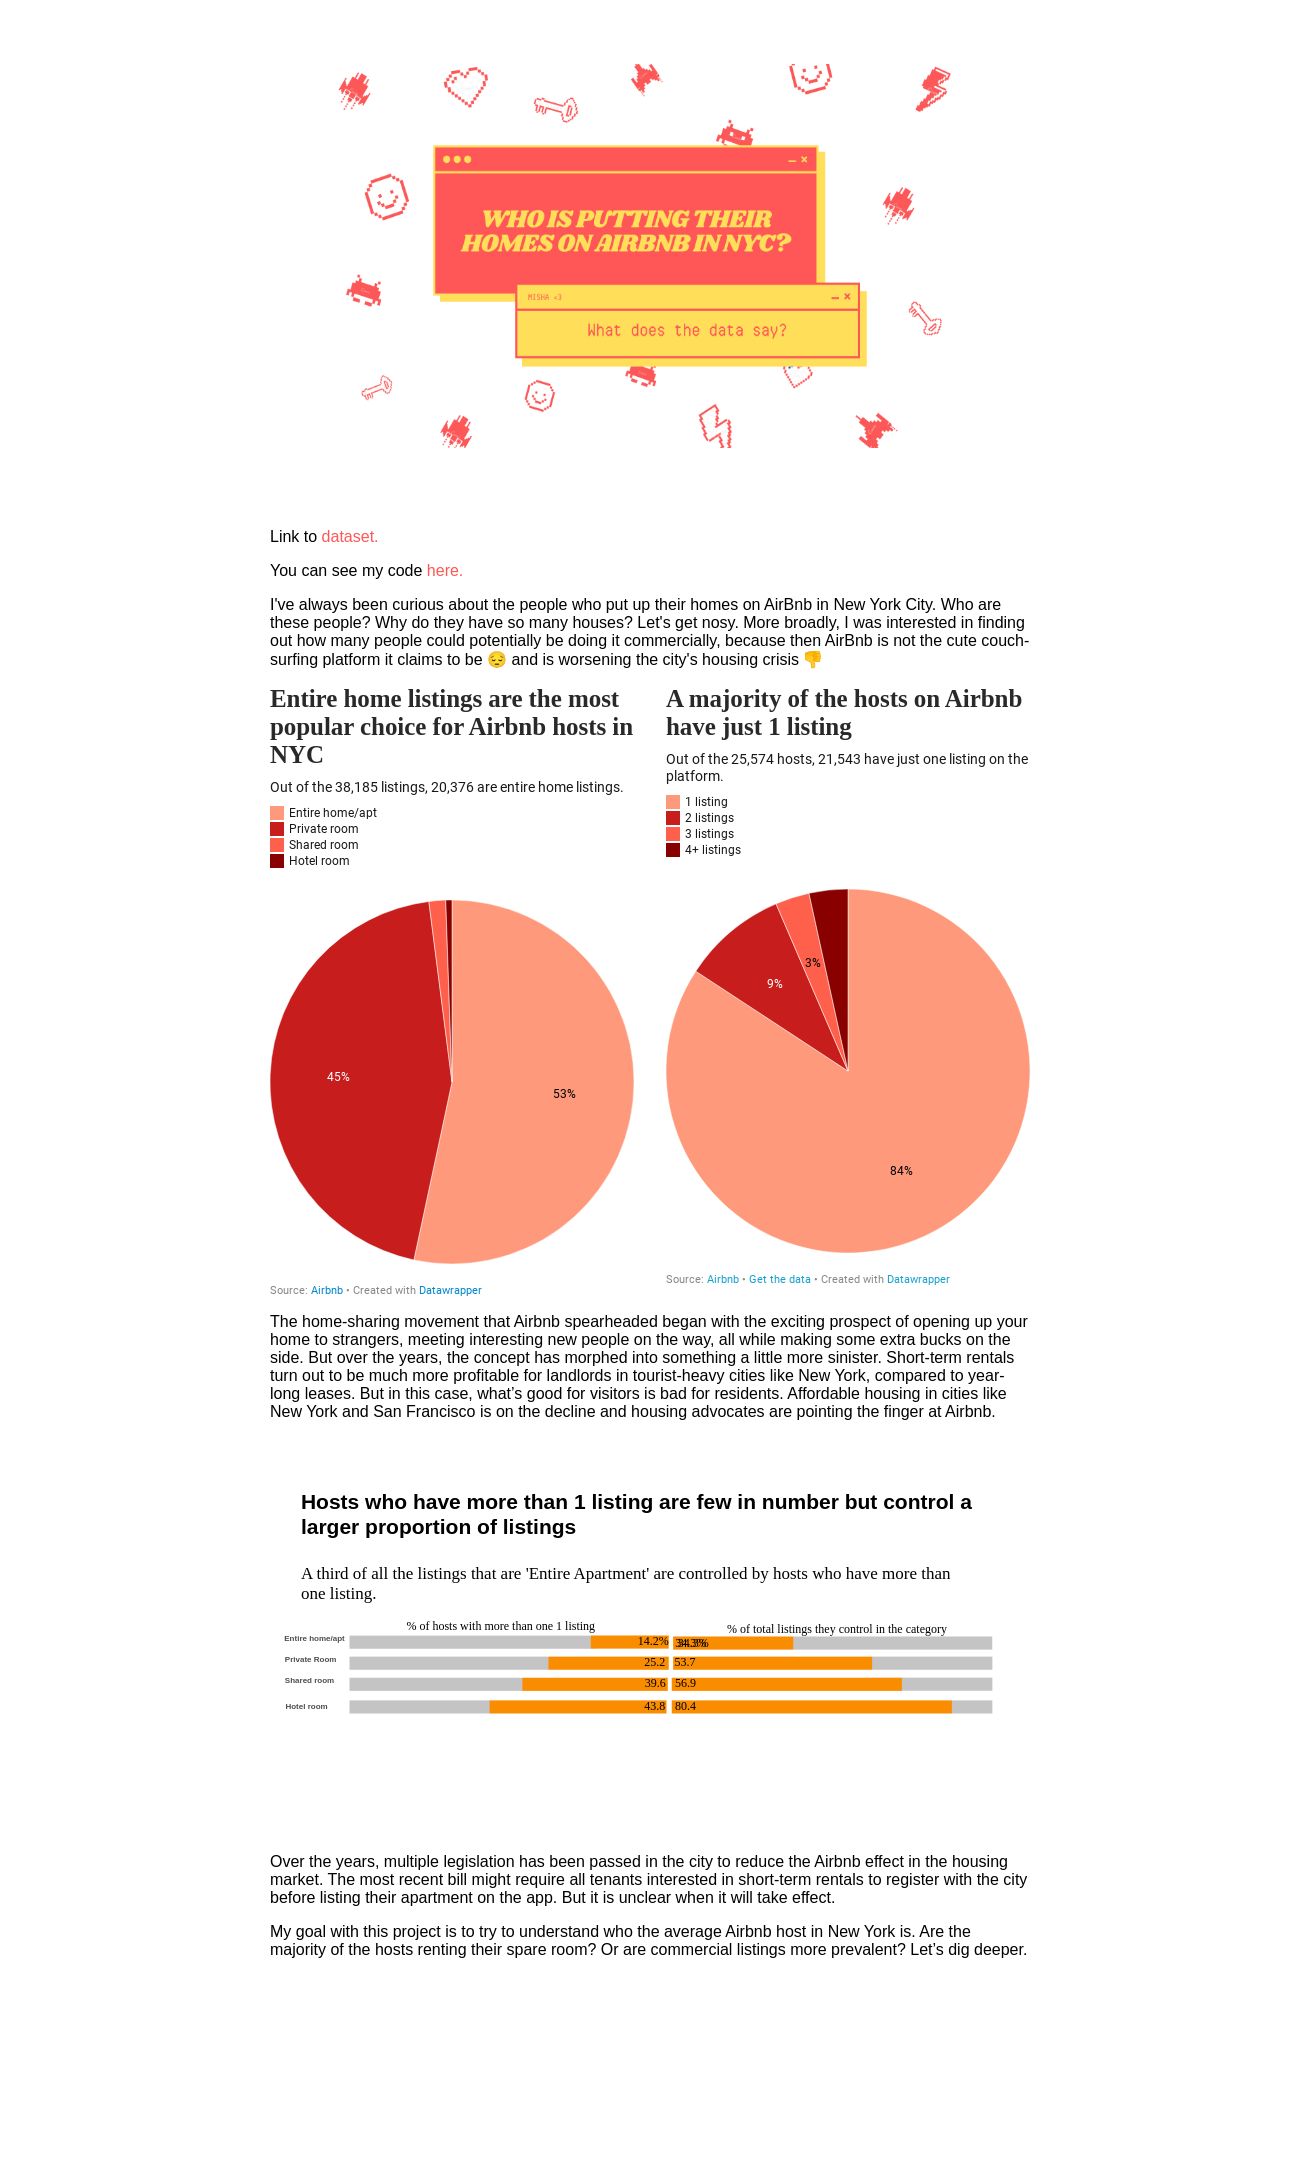 WHO IS PUTTING THEIR
HOMES ON AIRBNB IN NYC?
MISHA <3
What does the data say?
Link to dataset.
You can see my code here.
I've always been curious about the people who put up their homes on AirBnb in New York City. Who are
these people? Why do they have so many houses? Let's get nosy. More broadly, I was interested in finding
out how many people could potentially be doing it commercially, because then AirBnb is not the cute couch-
surfing platform it claims to be 😔 and is worsening the city's housing crisis 👎
Entire home listings are the most
popular choice for Airbnb hosts in
NYC
Out of the 38,185 listings, 20,376 are entire home listings.
Entire home/apt
Private room
Shared room
Hotel room
45%
53%
Source: Airbnb • Created with Datawrapper
A majority of the hosts on Airbnb
have just 1 listing
Out of the 25,574 hosts, 21,543 have just one listing on the
platform.
1 listing
2 listings
3 listings
4+ listings
3%
9%
84%
Source: Airbnb • Get the data • Created with Datawrapper
The home-sharing movement that Airbnb spearheaded began with the exciting prospect of opening up your
home to strangers, meeting interesting new people on the way, all while making some extra bucks on the
side. But over the years, the concept has morphed into something a little more sinister. Short-term rentals
turn out to be much more profitable for landlords in tourist-heavy cities like New York, compared to year-
long leases. But in this case, what’s good for visitors is bad for residents. Affordable housing in cities like
New York and San Francisco is on the decline and housing advocates are pointing the finger at Airbnb.
Hosts who have more than 1 listing are few in number but control a
larger proportion of listings
A third of all the listings that are 'Entire Apartment' are controlled by hosts who have more than
one listing.
% of hosts with more than one 1 listing
% of total listings they control in the category
Entire home/apt 14.2% 34.3%
Private Room 25.2 53.7
Shared room 39.6 56.9
Hotel room 43.8 80.4
Over the years, multiple legislation has been passed in the city to reduce the Airbnb effect in the housing
market. The most recent bill might require all tenants interested in short-term rentals to register with the city
before listing their apartment on the app. But it is unclear when it will take effect.
My goal with this project is to try to understand who the average Airbnb host in New York is. Are the
majority of the hosts renting their spare room? Or are commercial listings more prevalent? Let’s dig deeper.